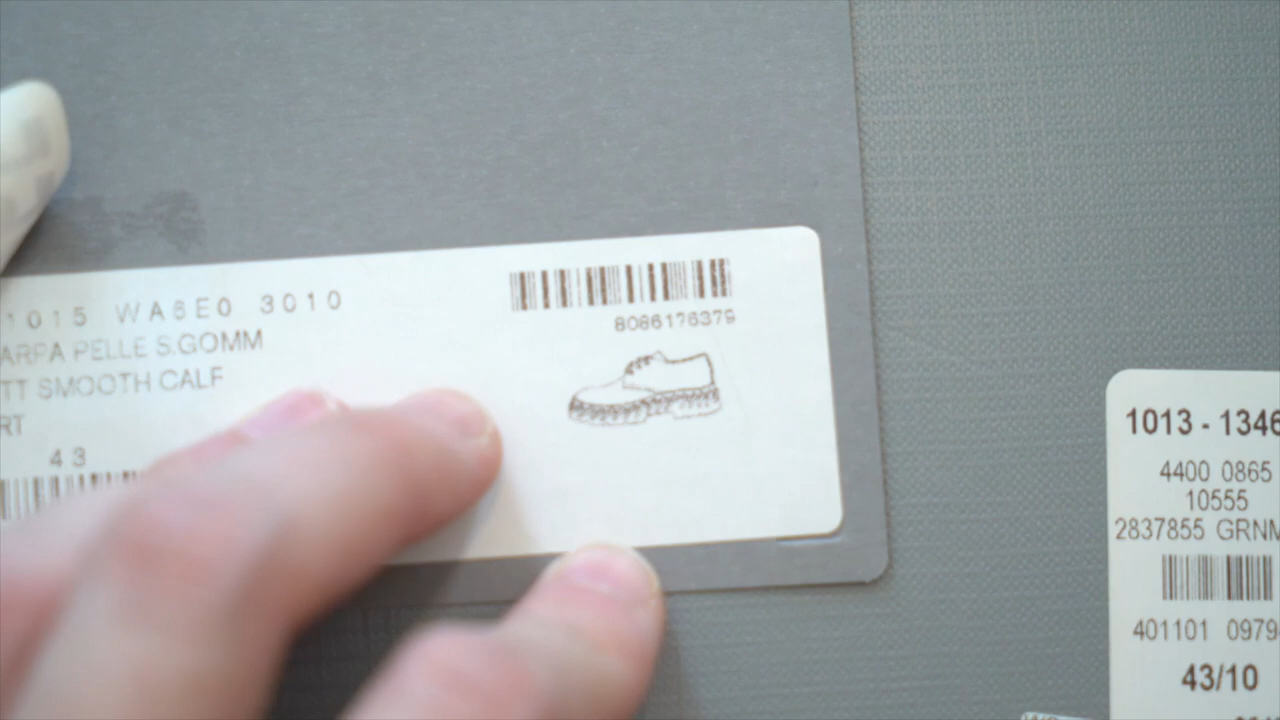 1015 WA6E0 3010
ARPA PELLE S.GOMM
TT SMOOTH CALF
RT
43
8086176379
1013 - 1346
4400 0865
10555
2837855 GRNM
401101 0979
43/10